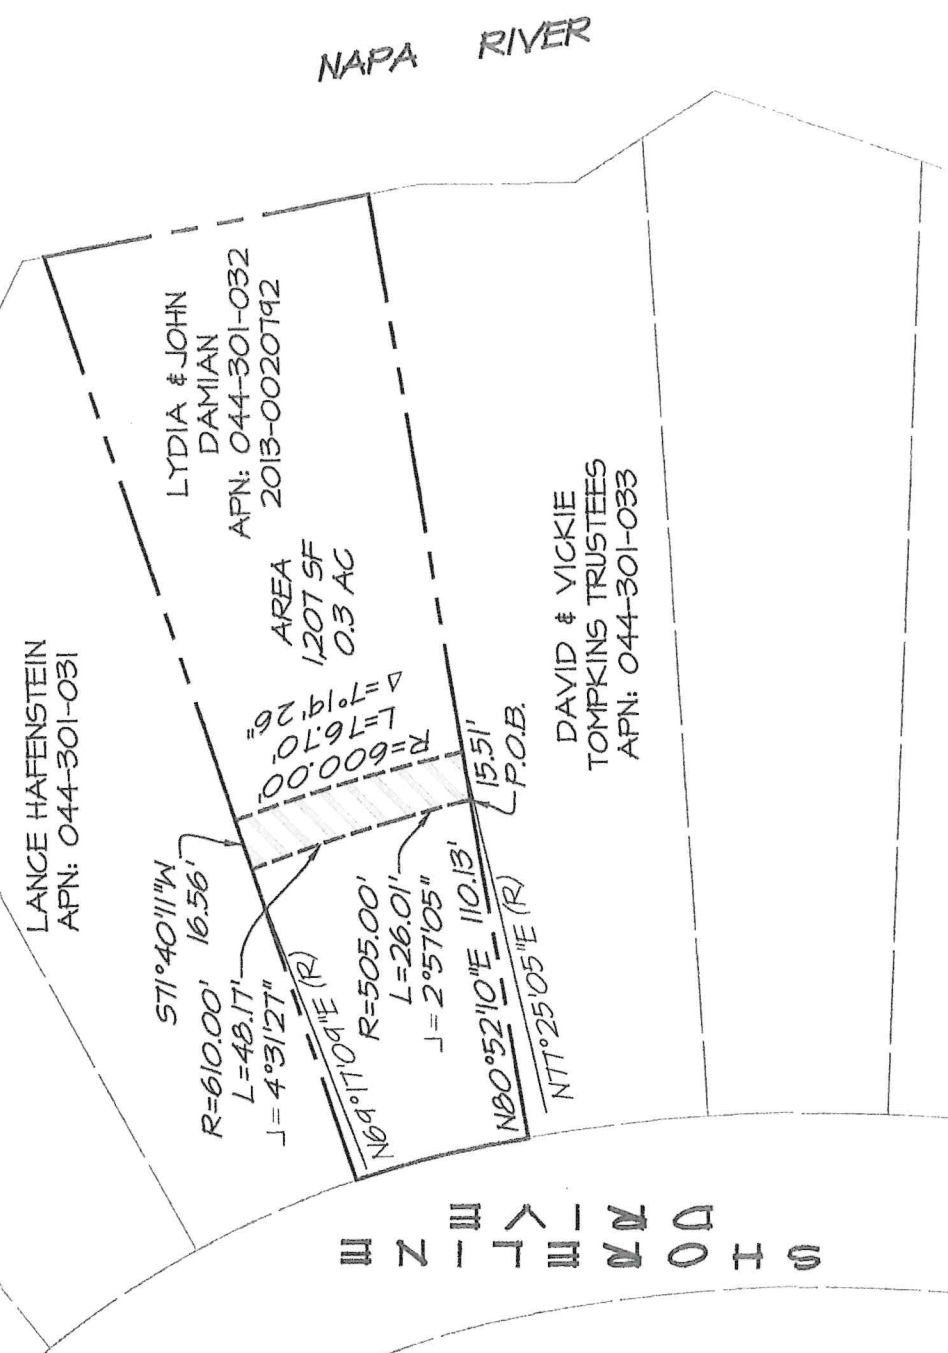 NAPA RIVER
LYDIA & JOHN
DAMIAN
APN: 044-301-032
2013-0020792
LANCE HAFENSTEIN
APN: 044-301-031
AREA
1,207 SF
0.3 AC
Δ=7°19'26"
L=76.70'
R=600.00'
DAVID & VICKIE
TOMPKINS TRUSTEES
APN: 044-301-033
15.51'
P.O.B.
S71°40'11"W
16.56'
R=610.00'
L=48.17'
⅃= 4°31'27"
N69°17'09"E (R)
R=505.00'
L=26.01'
⅃= 2°57'05"
N80°52'10"E 110.13'
N77°25'05"E (R)
SHORELINE
DRIVE